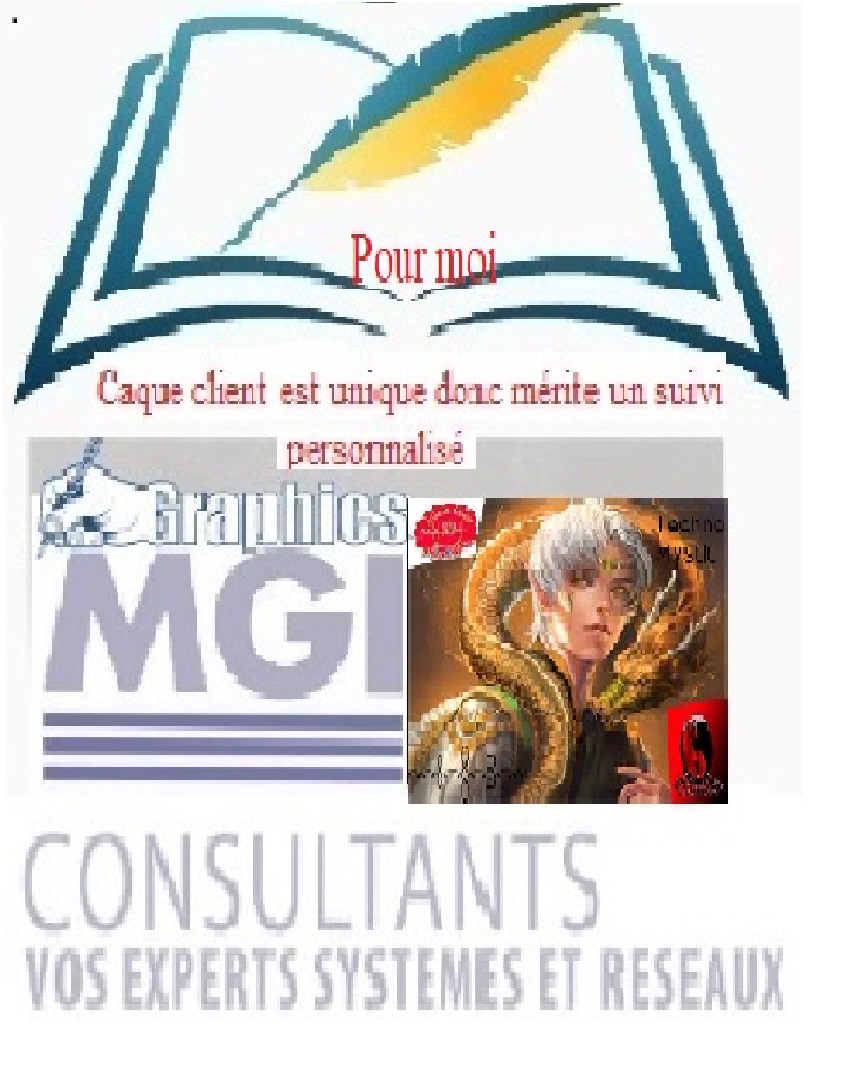 Pour moi
Caque client est unique donc mérite un suivi
personnalisé
Graphics
MGI
Techno
Mystic
CONSULTANTS
VOS EXPERTS SYSTEMES ET RESEAUX